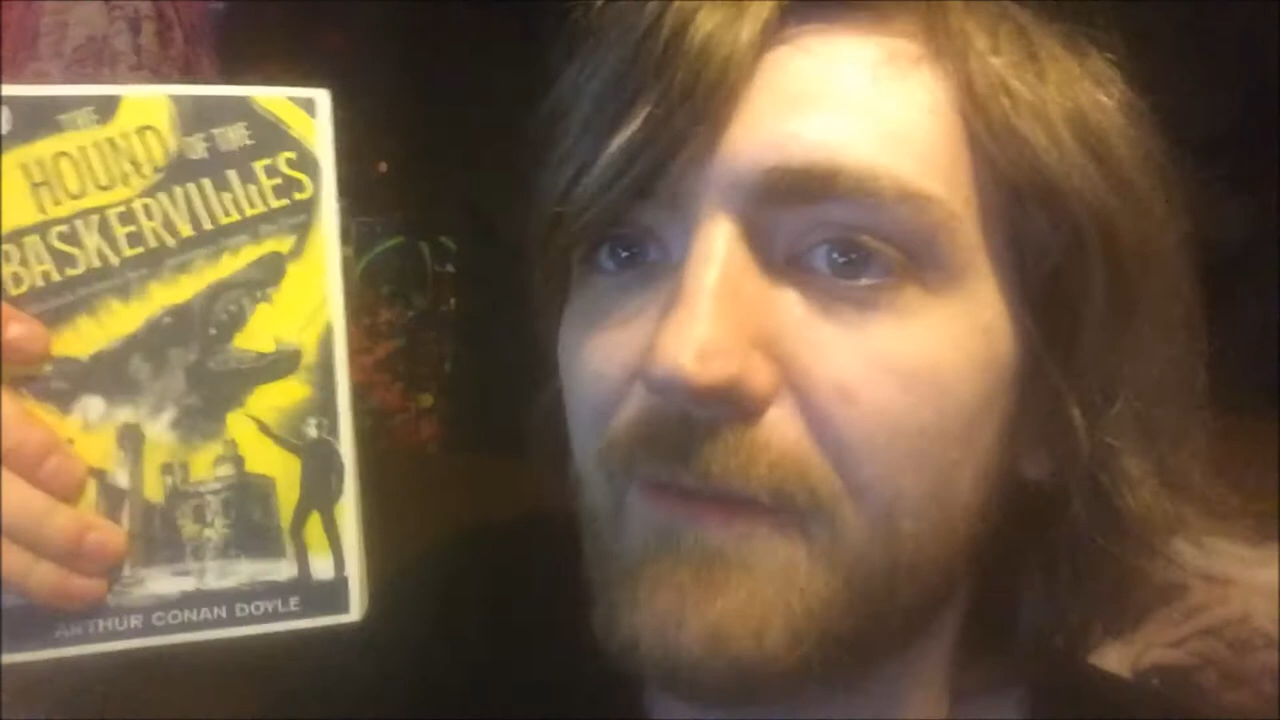 THE
HOUND OF THE
BASKERVILLES
ARTHUR CONAN DOYLE